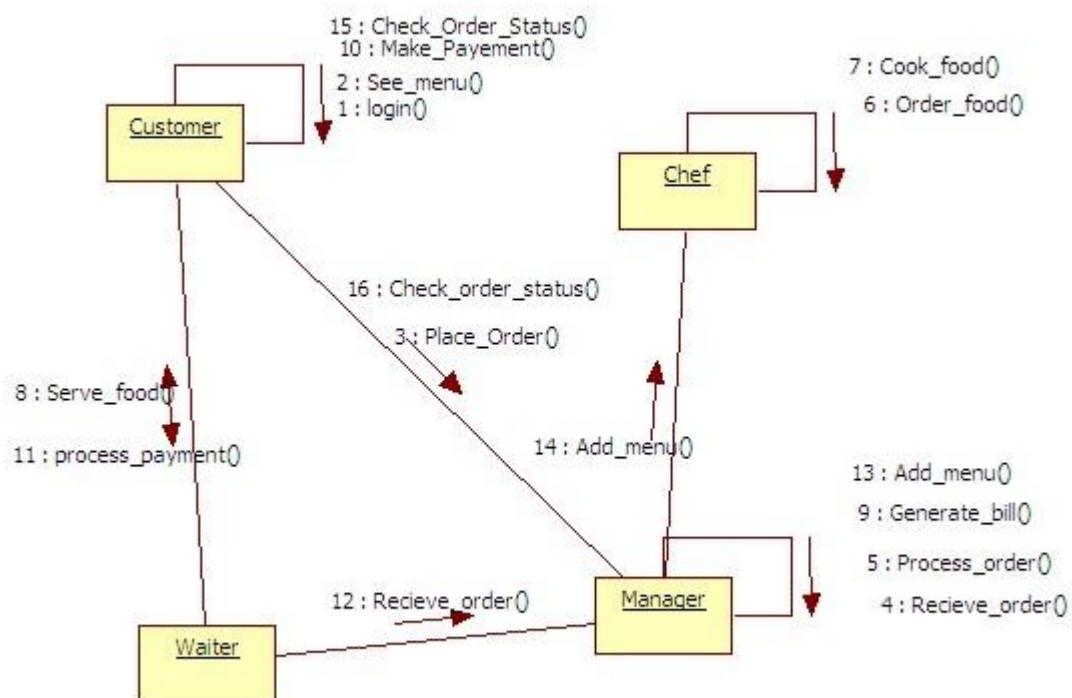 15 : Check_Order_Status()
10 : Make_Payement()
2 : See_menu()
1 : login()
Customer
7 : Cook_food()
6 : Order_food()
Chef
16 : Check_order_status()
3 : Place_Order()
8 : Serve_food()
11 : process_payment()
14 : Add_menu()
13 : Add_menu()
9 : Generate_bill()
5 : Process_order()
4 : Recieve_order()
12 : Recieve_order()
Manager
Waiter